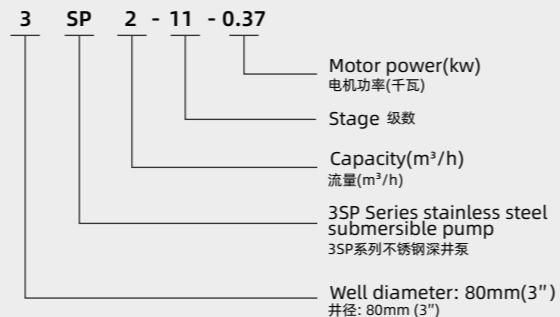 3 SP 2 - 11 - 0.37
Motor power(kw)
电机功率(千瓦)
Stage 级数
Capacity(m³/h)
流量(m³/h)
3SP Series stainless steel
submersible pump
3SP系列不锈钢深井泵
Well diameter: 80mm(3″)
井径: 80mm (3″)